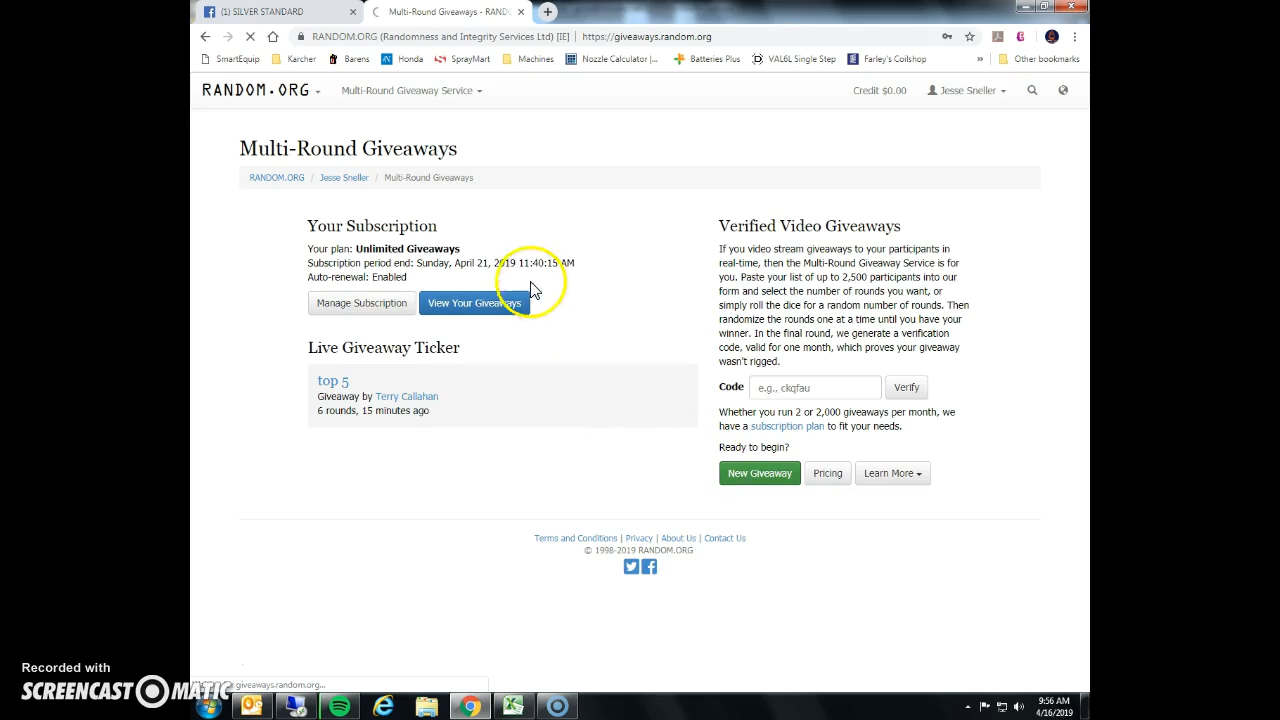 (1) SILVER STANDARD
Multi-Round Giveaways - RANDO
RANDOM.ORG (Randomness and Integrity Services Ltd) [IE] | https://giveaways.random.org
SmartEquip Karcher Barens Honda SprayMart Machines Nozzle Calculator |... Batteries Plus VAL6L Single Step Farley's Coilshop » Other bookmarks
RANDOM.ORG Multi-Round Giveaway Service Credit $0.00 Jesse Sneller
Multi-Round Giveaways
RANDOM.ORG / Jesse Sneller / Multi-Round Giveaways
Your Subscription
Your plan: Unlimited Giveaways
Subscription period end: Sunday, April 21, 2019 11:40:15 AM
Auto-renewal: Enabled
Manage Subscription View Your Giveaways
Live Giveaway Ticker
top 5
Giveaway by Terry Callahan
6 rounds, 15 minutes ago
Verified Video Giveaways
If you video stream giveaways to your participants in
real-time, then the Multi-Round Giveaway Service is for
you. Paste your list of up to 2,500 participants into our
form and select the number of rounds you want, or
simply roll the dice for a random number of rounds. Then
randomize the rounds one at a time until you have your
winner. In the final round, we generate a verification
code, valid for one month, which proves your giveaway
wasn't rigged.
Code e.g., ckqfau Verify
Whether you run 2 or 2,000 giveaways per month, we
have a subscription plan to fit your needs.
Ready to begin?
New Giveaway Pricing Learn More
Terms and Conditions | Privacy | About Us | Contact Us
© 1998-2019 RANDOM.ORG
giveaways.random.org...
Recorded with
SCREENCAST MATIC
9:56 AM
4/16/2019